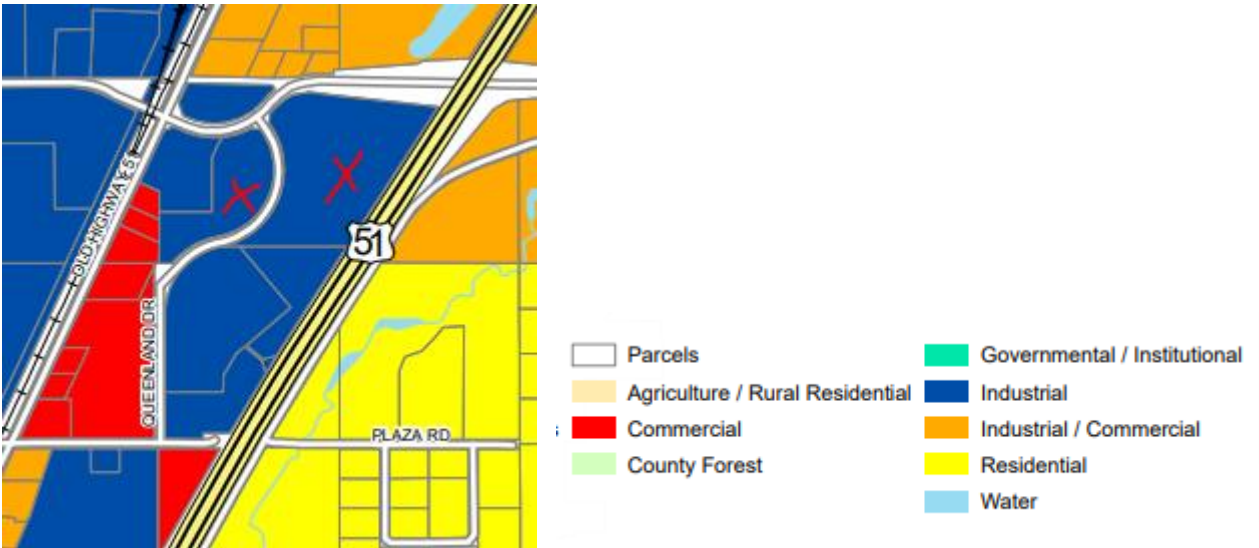 OLD HIGHWAY 51
51
QUEENLAND DR
PLAZA RD
Parcels
Agriculture / Rural Residential
Commercial
County Forest
Governmental / Institutional
Industrial
Industrial / Commercial
Residential
Water